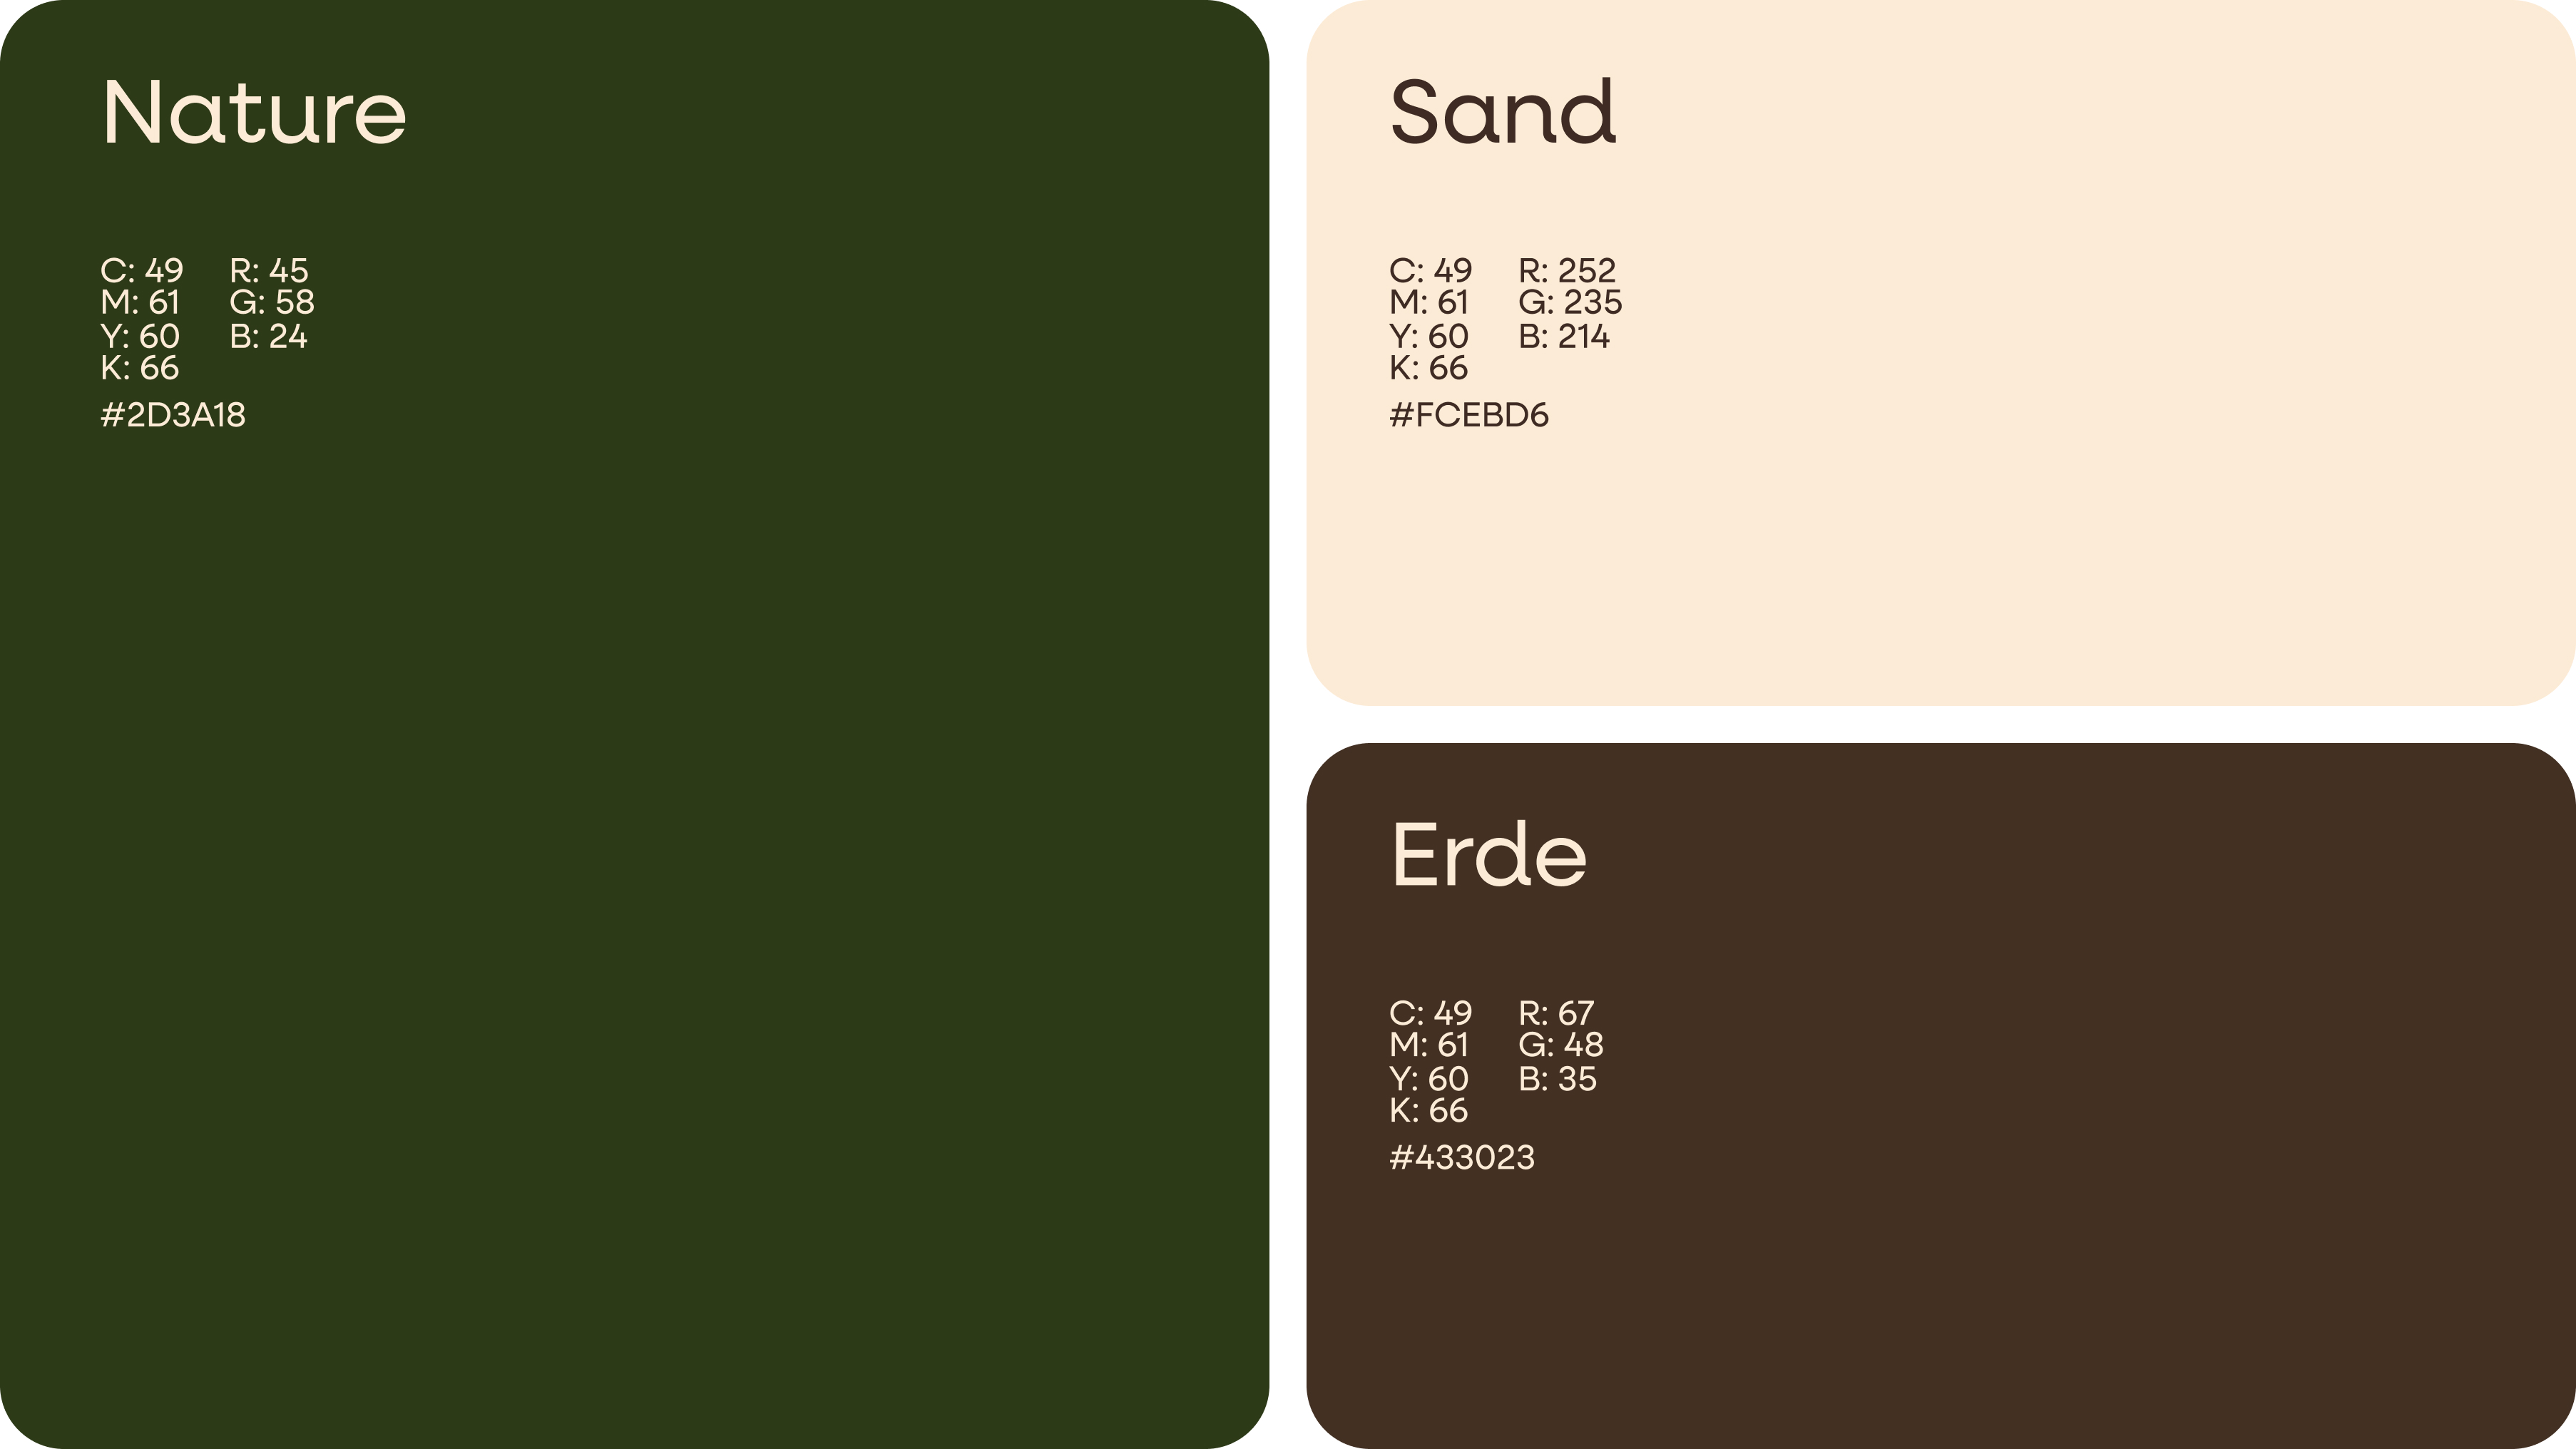 Nature
C: 49 R: 45
M: 61 G: 58
Y: 60 B: 24
K: 66
#2D3A18
Sand
C: 49 R: 252
M: 61 G: 235
Y: 60 B: 214
K: 66
#FCEBD6
Erde
C: 49 R: 67
M: 61 G: 48
Y: 60 B: 35
K: 66
#433023